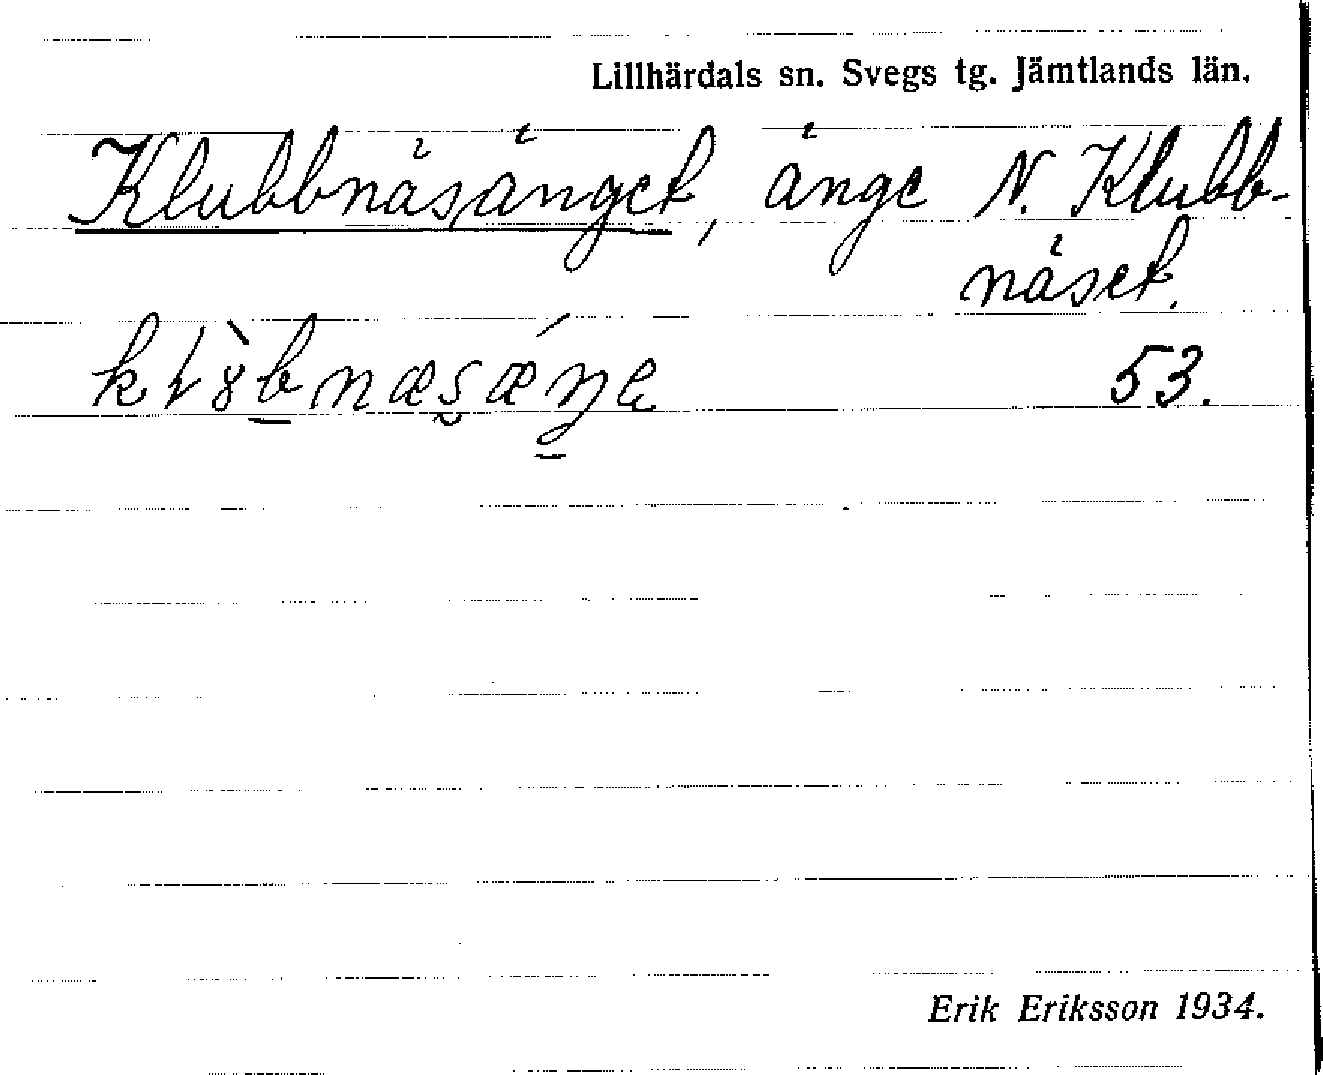 Lillhärdals sn. Svegs tg. Jämtlands län.
Klubbnäsänget, änge N. Klubb-
näset.
53.
Erik Eriksson 1934.